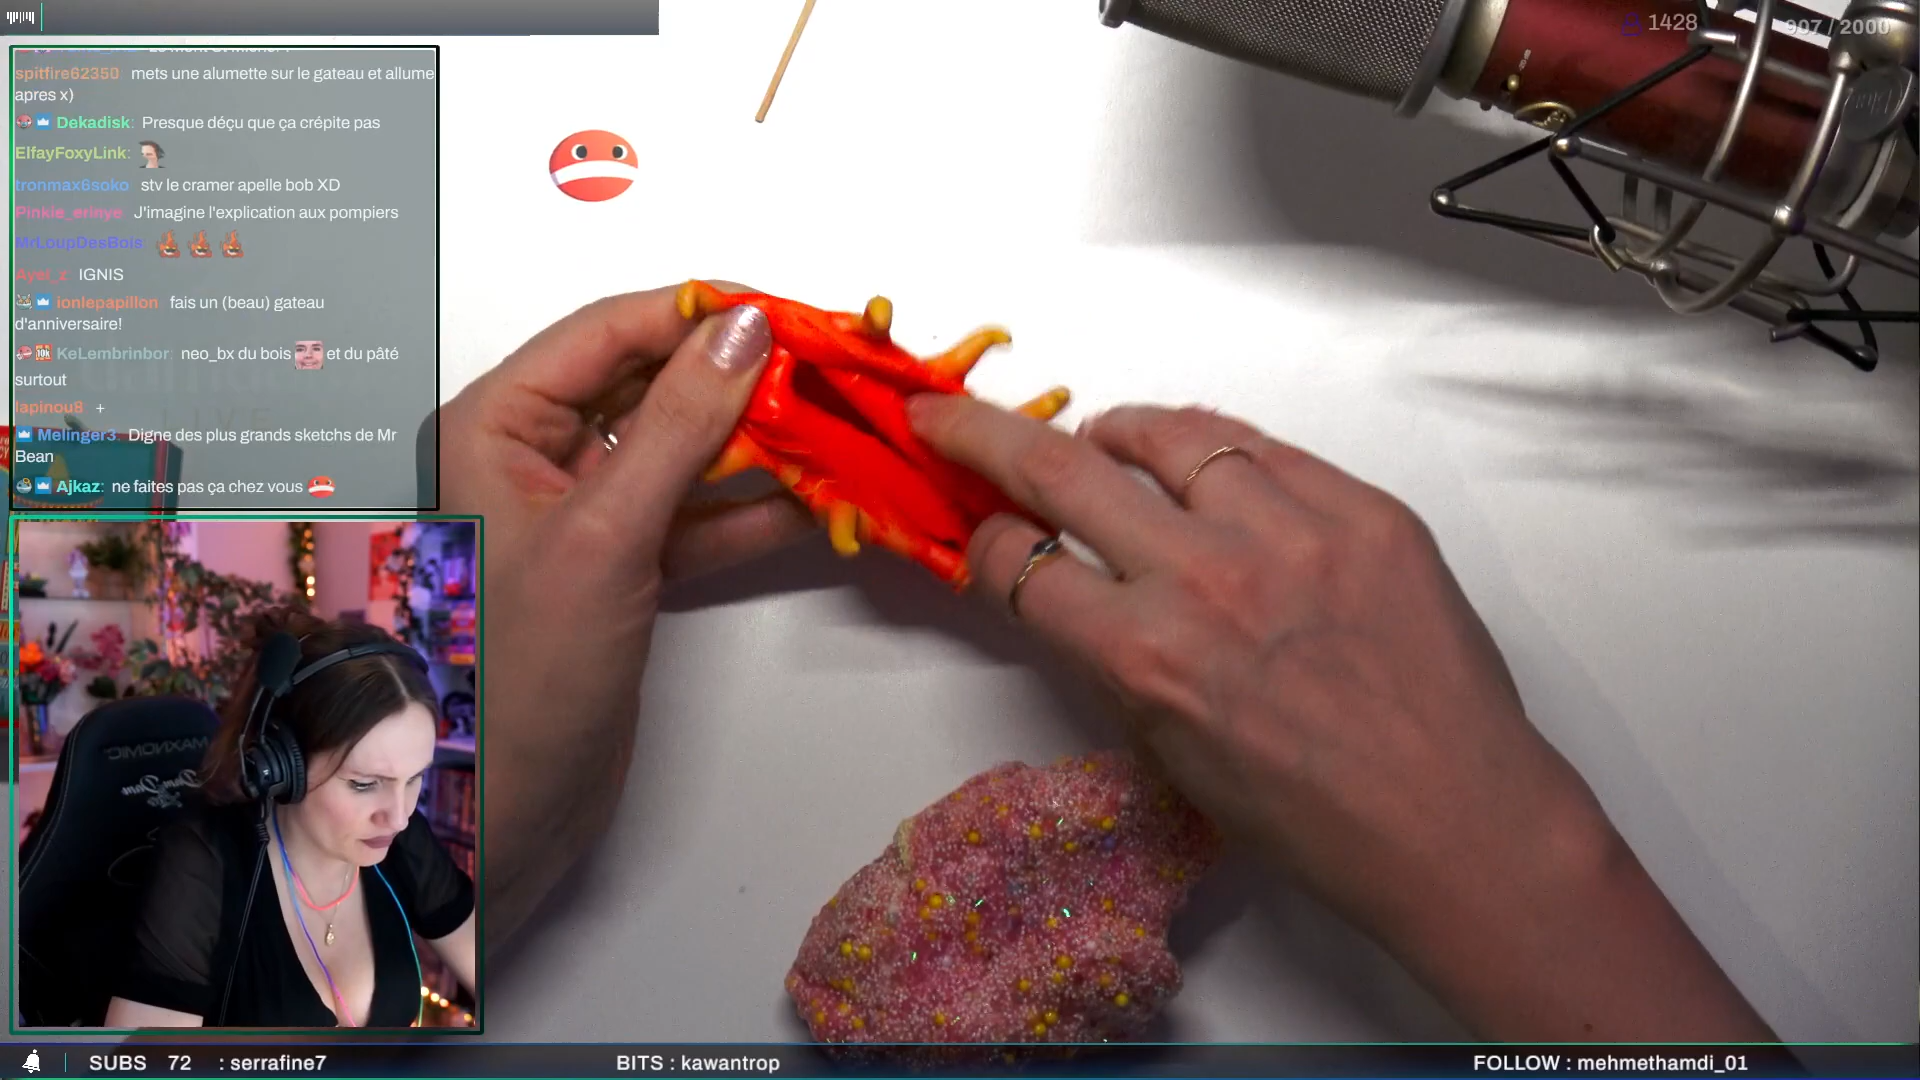 1428
907 / 2000
spitfire62350 mets une alumette sur le gateau et allume
apres x)
Dekadisk: Presque déçu que ça crépite pas
ElfayFoxyLink:
tronmax6soko stv le cramer apelle bob XD
Pinkie_erinye J'imagine l'explication aux pompiers
MrLoupDesBois
Ayel_x IGNIS
ionlepapillon fais un (beau) gateau
d'anniversaire!
KeLembrinbor: neo_bx du bois et du pâté
surtout
lapinou8 +
Melinger3: Digne des plus grands sketchs de Mr
Bean
Ajkaz: ne faites pas ça chez vous
MAXNOMIC
SUBS 72 : serrafine7
BITS : kawantrop
FOLLOW : mehmethamdi_01